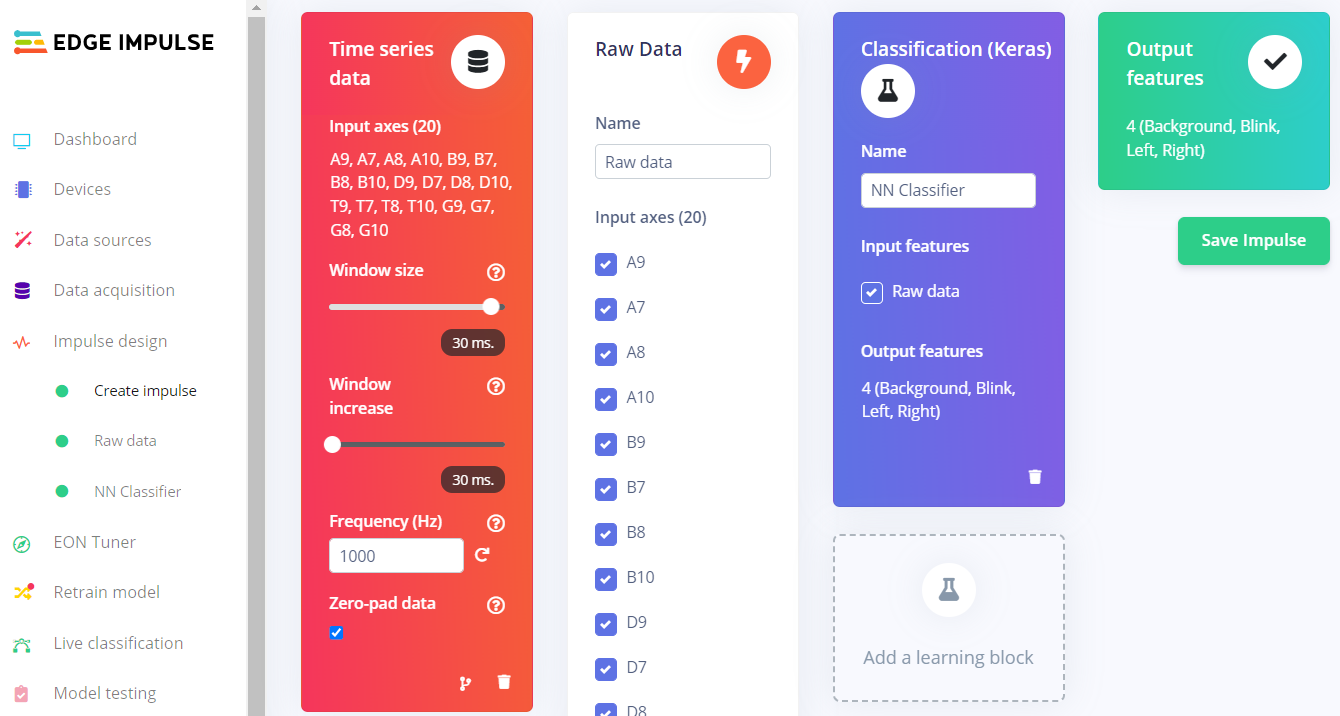 EDGE IMPULSE
Dashboard
Devices
Data sources
Data acquisition
Impulse design
Create impulse
Raw data
NN Classifier
EON Tuner
Retrain model
Live classification
Model testing
Time series
data
Input axes (20)
A9, A7, A8, A10, B9, B7,
B8, B10, D9, D7, D8, D10,
T9, T7, T8, T10, G9, G7,
G8, G10
Window size
30 ms.
Window
increase
30 ms.
Frequency (Hz)
1000
Zero-pad data
Raw Data
Name
Raw data
Input axes (20)
A9
A7
A8
A10
B9
B7
B8
B10
D9
D7
D8
Classification (Keras)
Name
NN Classifier
Input features
Raw data
Output features
4 (Background, Blink,
Left, Right)
Add a learning block
Output
features
4 (Background, Blink,
Left, Right)
Save Impulse